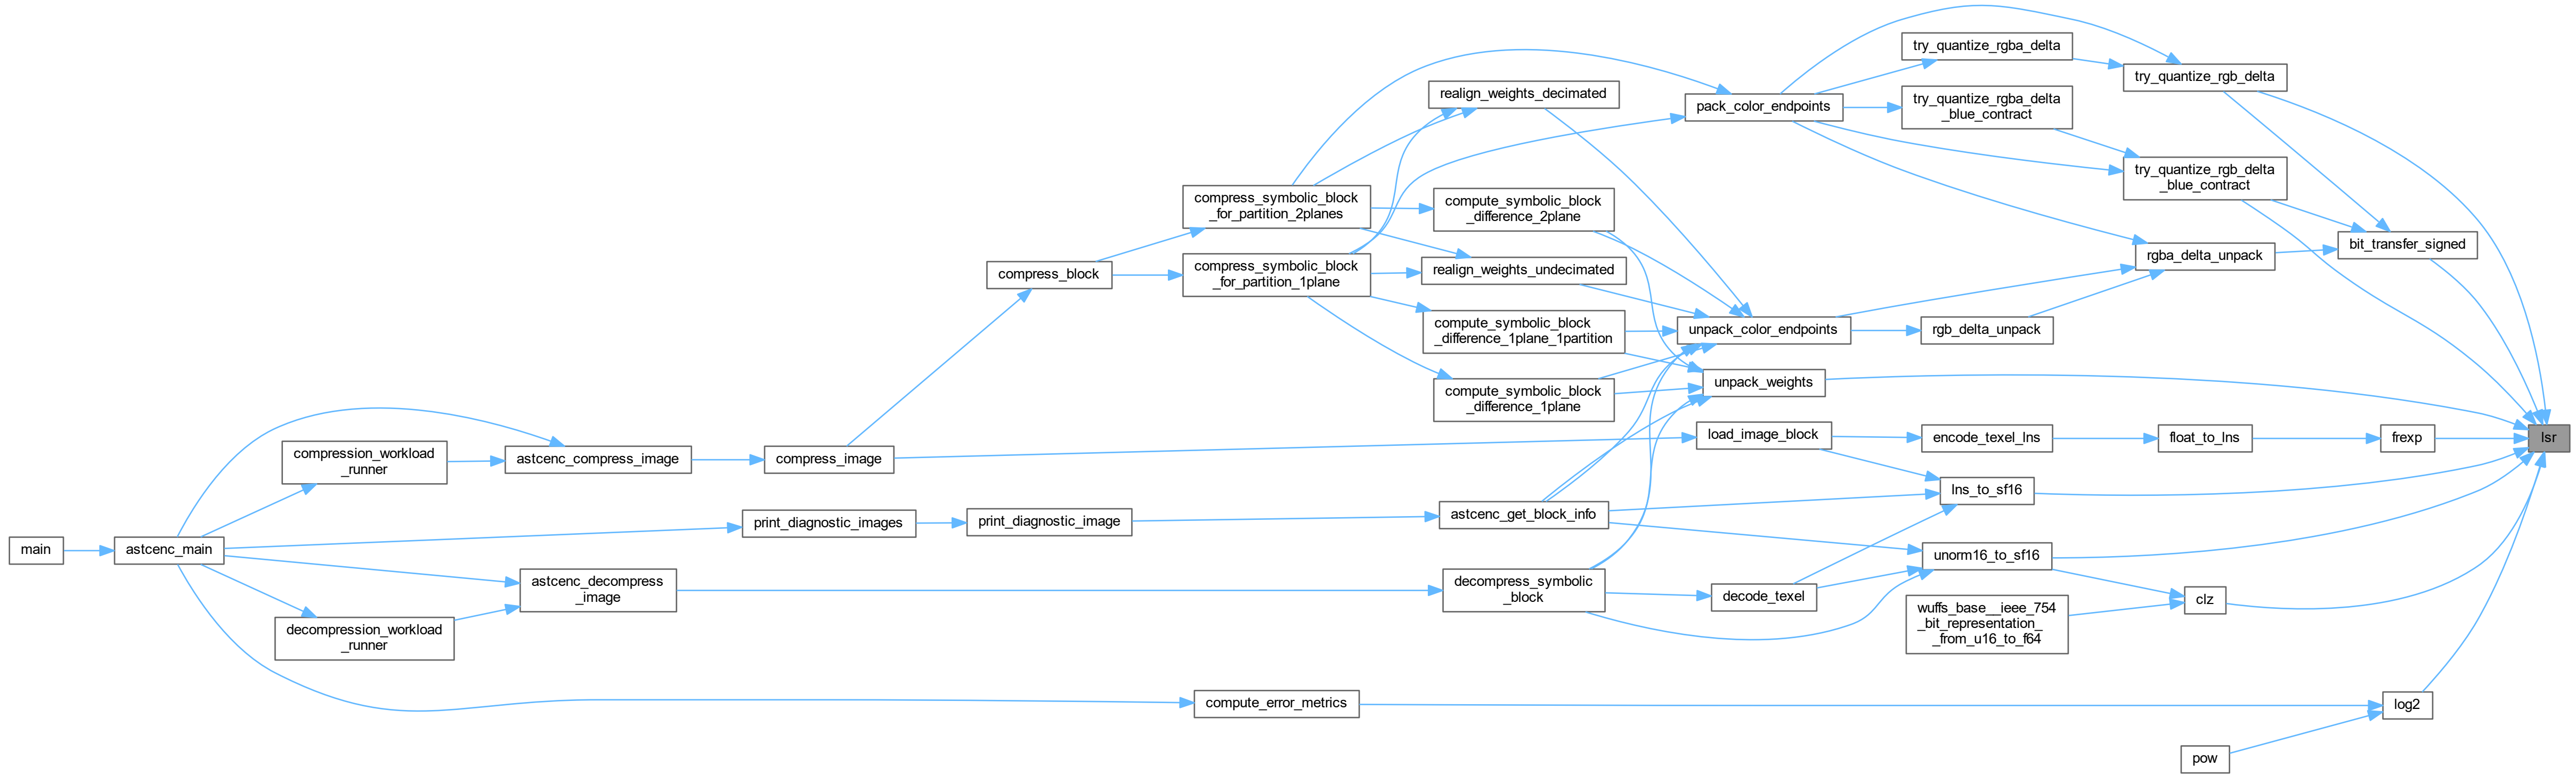 main
astcenc_main
compression_workload
_runner
decompression_workload
_runner
astcenc_compress_image
astcenc_decompress
_image
print_diagnostic_images
compress_image
print_diagnostic_image
compress_block
compress_symbolic_block
_for_partition_2planes
compress_symbolic_block
_for_partition_1plane
compute_error_metrics
pow
realign_weights_decimated
compute_symbolic_block
_difference_2plane
realign_weights_undecimated
compute_symbolic_block
_difference_1plane_1partition
compute_symbolic_block
_difference_1plane
astcenc_get_block_info
decompress_symbolic
_block
pack_color_endpoints
unpack_color_endpoints
unpack_weights
load_image_block
decode_texel
try_quantize_rgba_delta
try_quantize_rgba_delta
_blue_contract
rgb_delta_unpack
encode_texel_lns
lns_to_sf16
unorm16_to_sf16
wuffs_base__ieee_754
_bit_representation_
_from_u16_to_f64
try_quantize_rgb_delta
try_quantize_rgb_delta
_blue_contract
rgba_delta_unpack
float_to_lns
clz
bit_transfer_signed
frexp
log2
lsr